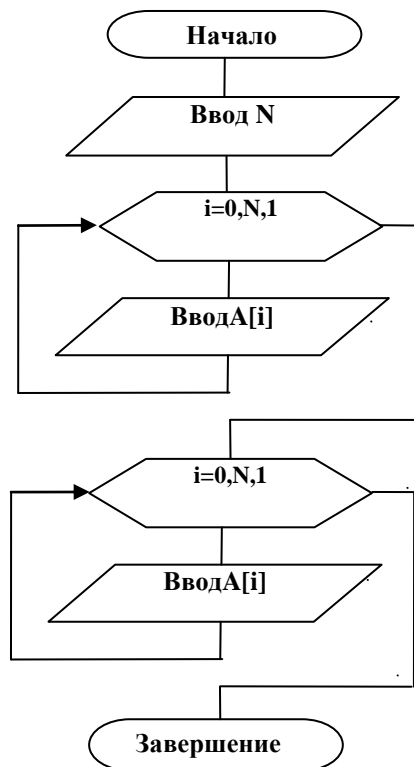 Начало
Ввод N
i=0,N,1
ВводA[i]
i=0,N,1
ВводA[i]
Завершение